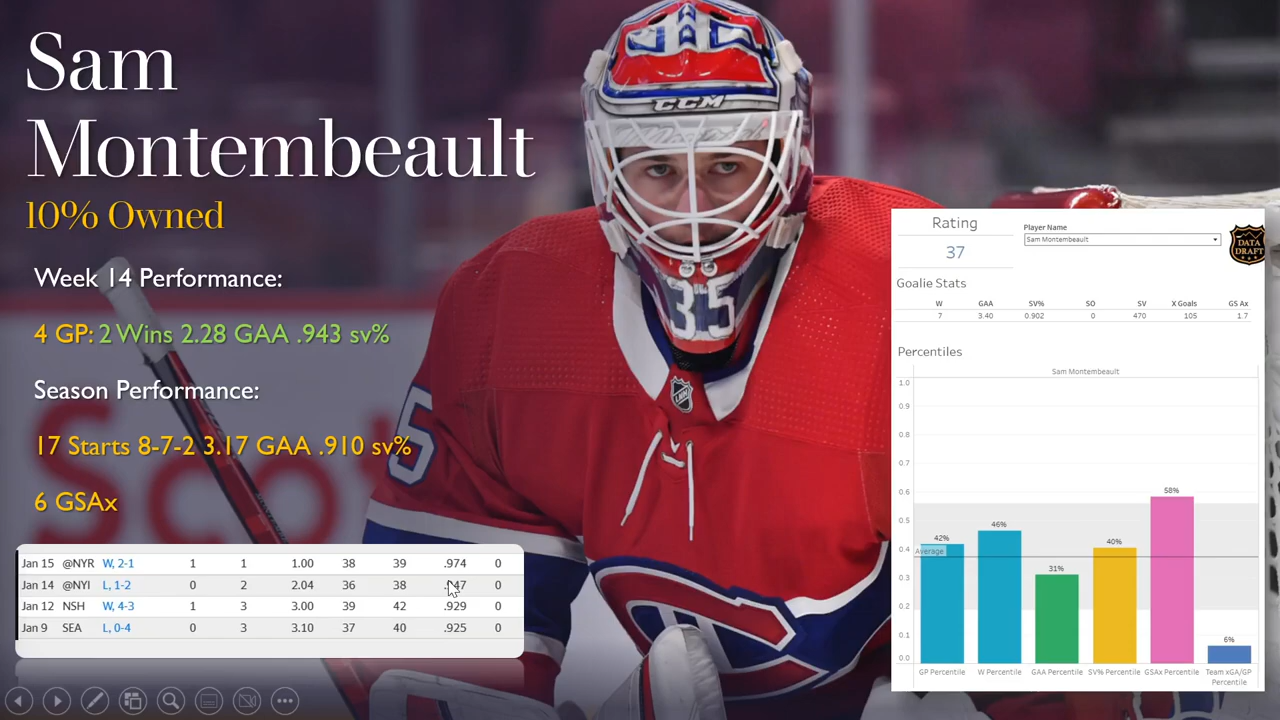 Sam
Montembeault
10% Owned
Week 14 Performance:
4 GP: 2 Wins 2.28 GAA .943 sv%
Season Performance:
17 Starts 8-7-2 3.17 GAA .910 sv%
6 GSAx
Jan 15 @NYR W, 2-1 1 1 1.00 38 39 .974 0
Jan 14 @NYI L, 1-2 0 2 2.04 36 38 0
Jan 12 NSH W, 4-3 1 3 3.00 39 42 .929 0
Jan 9 SEA L, 0-4 0 3 3.10 37 40 .925 0
CCM
35
5
Rating
37
Player Name
Sam Montembeault
DATA
DRAFT
Goalie Stats
W GAA SV% SO SV X Goals GS Ax
7 3.40 0.902 0 470 105 1.7
Percentiles
Sam Montembeault
1.0
0.9
0.8
0.7
0.6
0.5
0.4
0.3
0.2
0.1
0.0
Average
42%
46%
31%
40%
58%
6%
GP Percentile W Percentile GAA Percentile SV% Percentile GSAx Percentile Team xGA/GP
Percentile